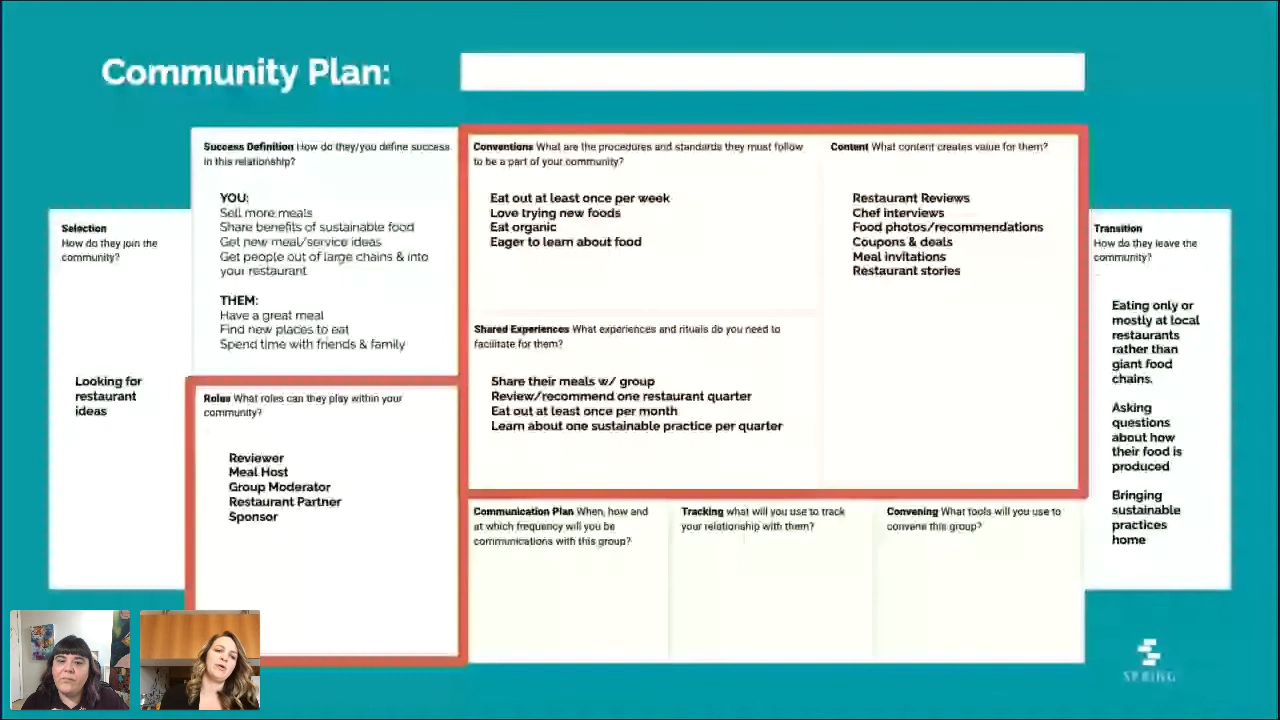 Community Plan:
Selection
How do they join the
community?
Looking for
restaurant
ideas
Success Definition How do they/you define success
in this relationship?
YOU:
Sell more meals
Share benefits of sustainable food
Get new meal/service ideas
Get people out of large chains & into
your restaurant
THEM:
Have a great meal
Find new places to eat
Spend time with friends & family
Roles What roles can they play within your
community?
Reviewer
Meal Host
Group Moderator
Restaurant Partner
Sponsor
Conventions What are the procedures and standards they must follow
to be a part of your community?
Eat out at least once per week
Love trying new foods
Eat organic
Eager to learn about food
Shared Experiences What experiences and rituals do you need to
facilitate for them?
Share their meals w/ group
Review/recommend one restaurant quarter
Eat out at least once per month
Learn about one sustainable practice per quarter
Content What content creates value for them?
Restaurant Reviews
Chef interviews
Food photos/recommendations
Coupons & deals
Meal invitations
Restaurant stories
Communication Plan When, how and
at which frequency will you be
communications with this group?
Tracking what will you use to track
your relationship with them?
Convening What tools will you use to
convene this group?
Transition
How do they leave the
community?
Eating only or
mostly at local
restaurants
rather than
giant food
chains.
Asking
questions
about how
their food is
produced
Bringing
sustainable
practices
home
SPRING